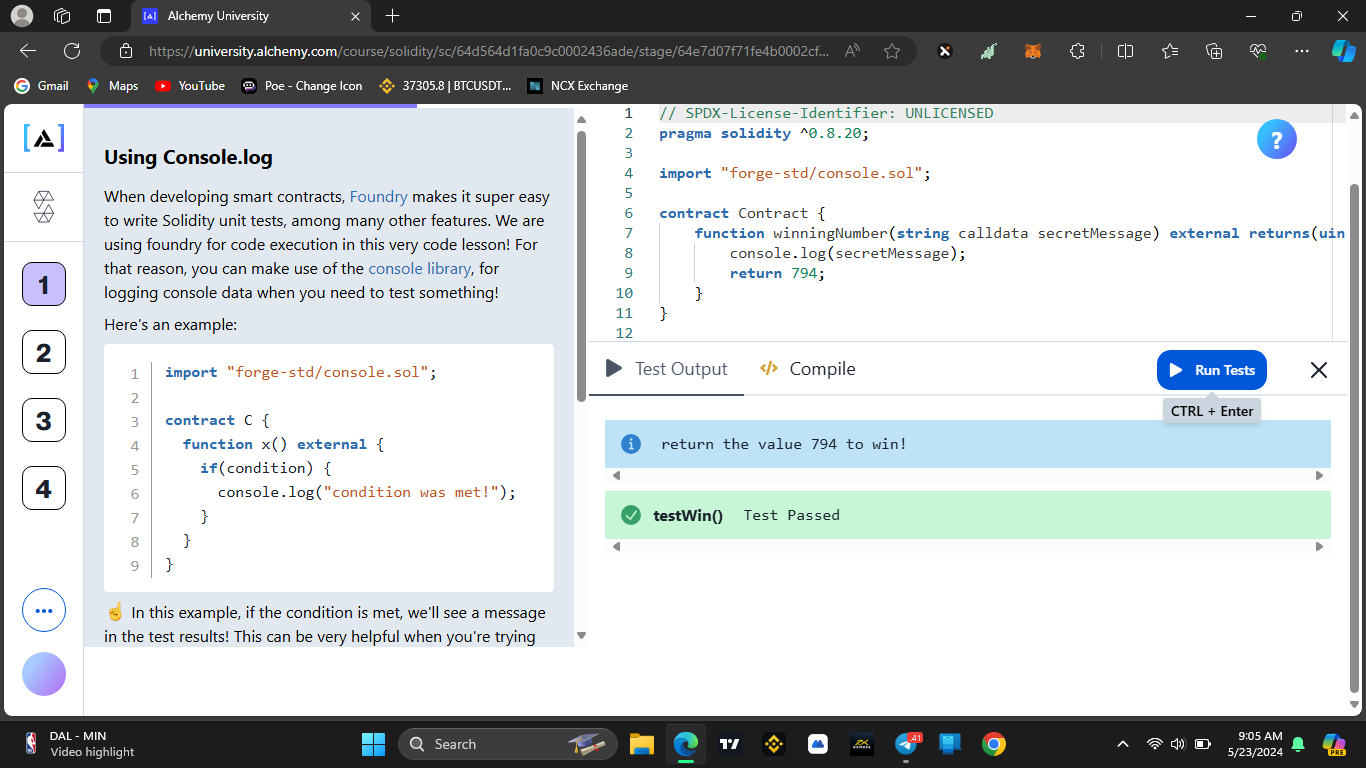 Alchemy University
https://university.alchemy.com/course/solidity/sc/64d564d1fa0c9c0002436ade/stage/64e7d07f71fe4b0002cf...
Gmail
Maps
YouTube
Poe - Change Icon
37305.8 | BTCUSDT...
NCX Exchange
[A]
1
2
3
4
Using Console.log
When developing smart contracts, Foundry makes it super easy
to write Solidity unit tests, among many other features. We are
using foundry for code execution in this very code lesson! For
that reason, you can make use of the console library, for
logging console data when you need to test something!
Here's an example:
1 import "forge-std/console.sol";
2
3 contract C {
4 function x() external {
5 if(condition) {
6 console.log("condition was met!");
7 }
8 }
9 }
☝ In this example, if the condition is met, we'll see a message
in the test results! This can be very helpful when you're trying
1 // SPDX-License-Identifier: UNLICENSED
2 pragma solidity ^0.8.20;
3
4 import "forge-std/console.sol";
5
6 contract Contract {
7 function winningNumber(string calldata secretMessage) external returns(uin
8 console.log(secretMessage);
9 return 794;
10 }
11 }
12
?
Test Output
Compile
Run Tests
CTRL + Enter
return the value 794 to win!
testWin() Test Passed
DAL - MIN
Video highlight
Search
41
9:05 AM
5/23/2024
PRE